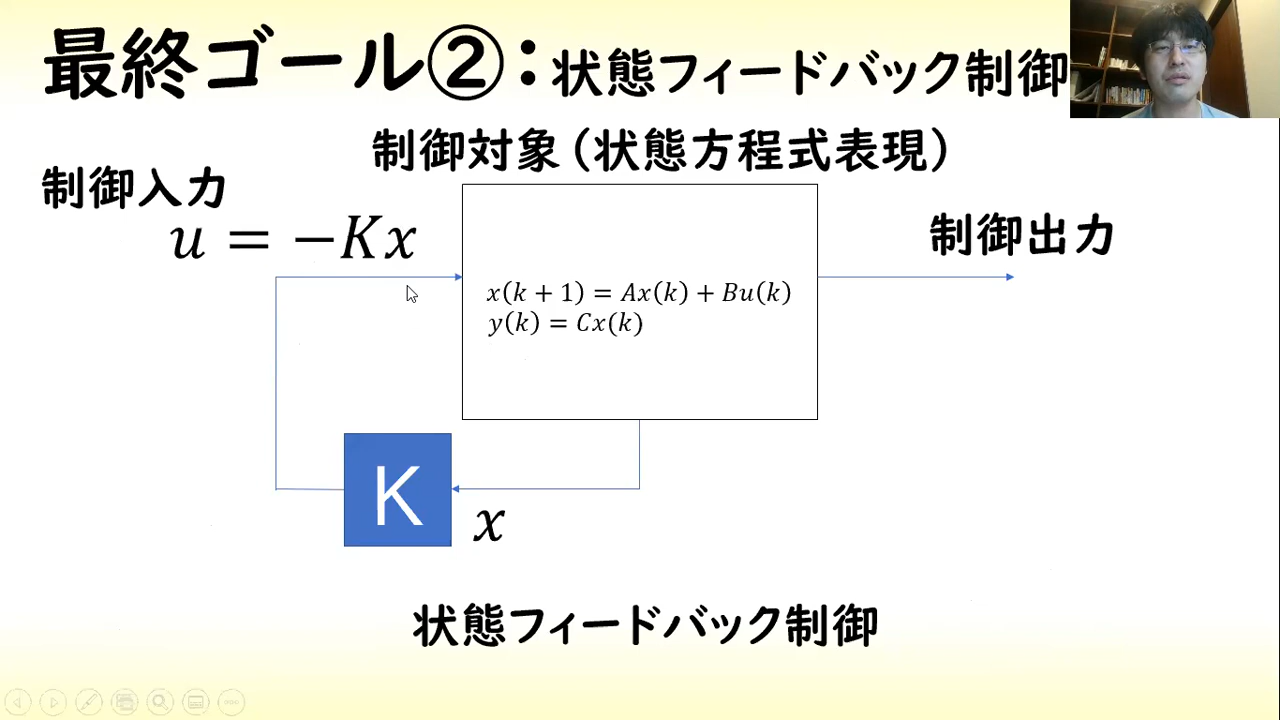 最終ゴール②：状態フィードバック制御
制御対象（状態方程式表現）
制御入力
u = −Kx
制御出力
x(k + 1) = Ax(k) + Bu(k)
y(k) = Cx(k)
K
x
状態フィードバック制御